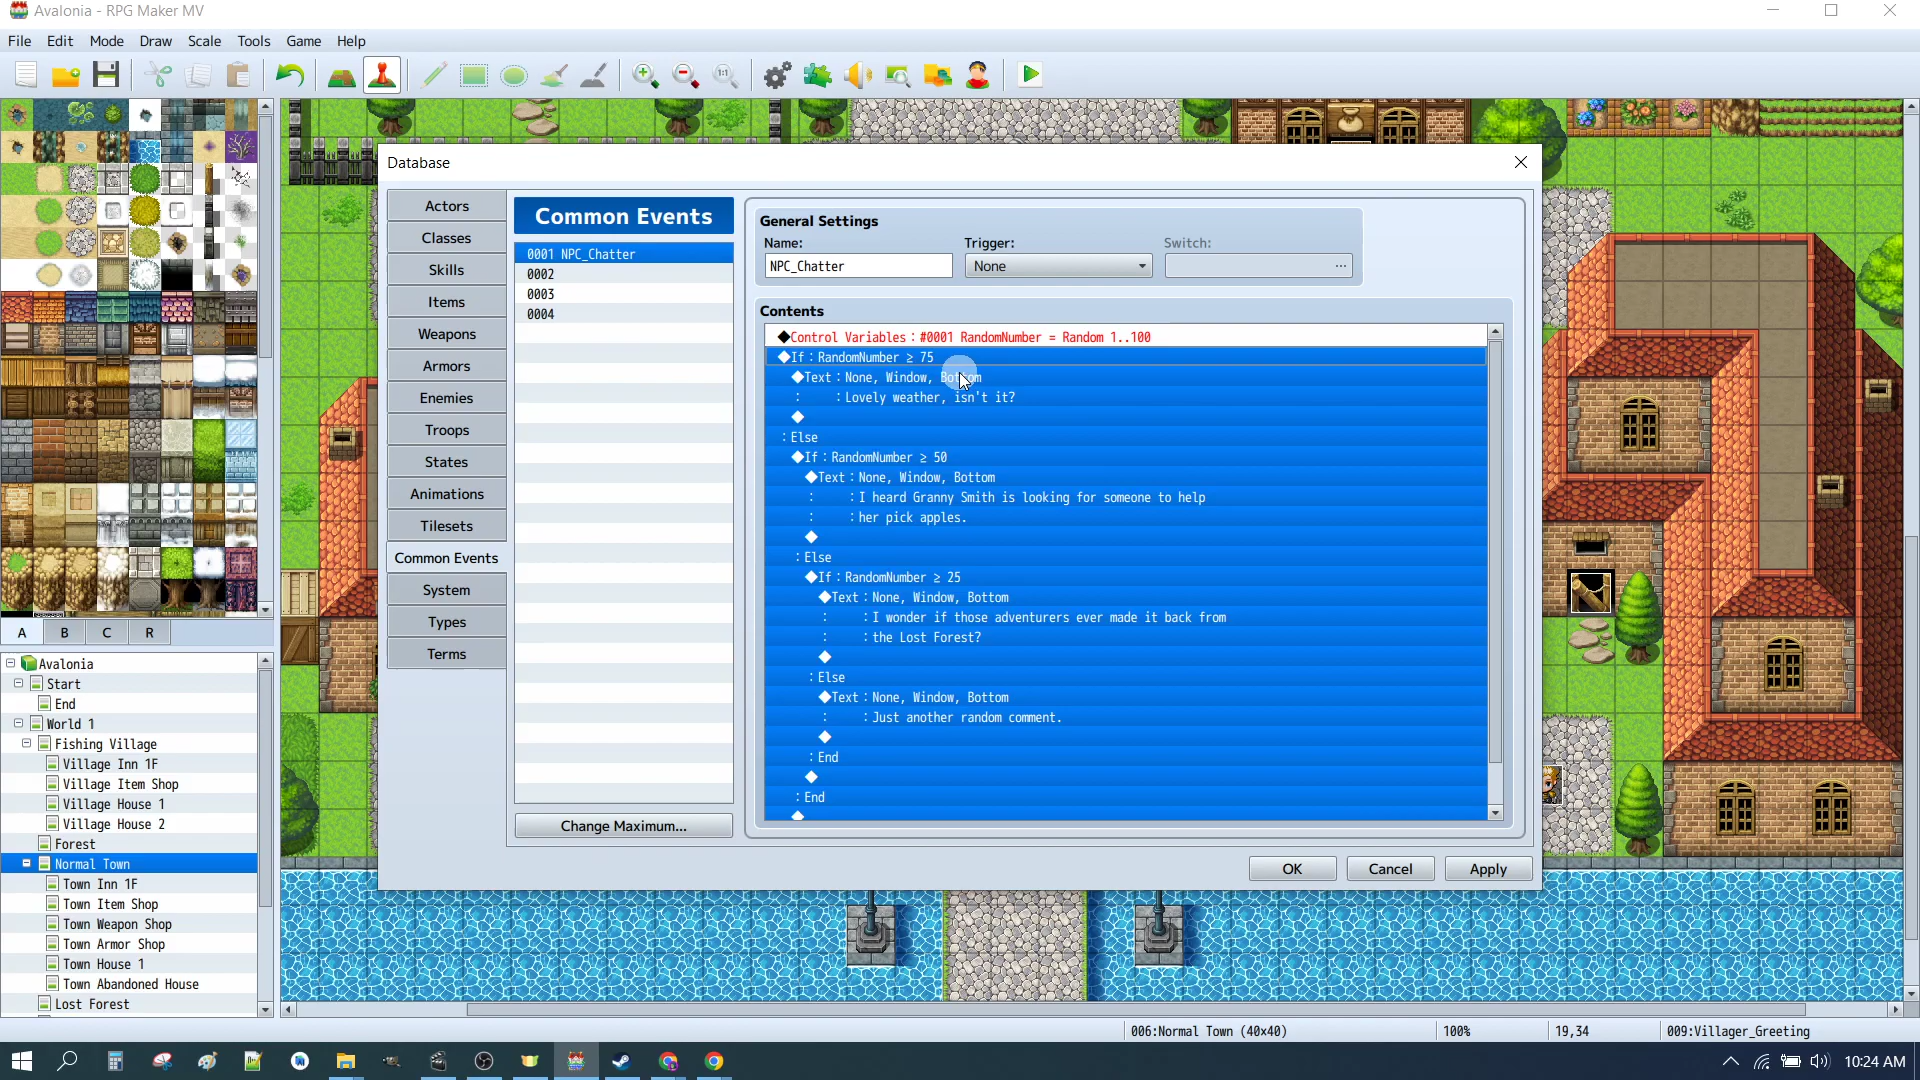 Avalonia - RPG Maker MV
File Edit Mode Draw Scale Tools Game Help
1:1
Database
Actors
Classes
Skills
Items
Weapons
Armors
Enemies
Troops
States
Animations
Tilesets
Common Events
System
Types
Terms
Common Events
0001 NPC_Chatter
0002
0003
0004
Change Maximum...
General Settings
Name: Trigger: Switch:
NPC_Chatter None ...
Contents
◆Control Variables : #0001 RandomNumber = Random 1..100
◆If : RandomNumber ≥ 75
◆Text : None, Window, Bottom
: : Lovely weather, isn't it?
◆
: Else
◆If : RandomNumber ≥ 50
◆Text : None, Window, Bottom
: : I heard Granny Smith is looking for someone to help
: : her pick apples.
◆
: Else
◆If : RandomNumber ≥ 25
◆Text : None, Window, Bottom
: : I wonder if those adventurers ever made it back from
: : the Lost Forest?
◆
: Else
◆Text : None, Window, Bottom
: : Just another random comment.
◆
: End
◆
: End
◆
OK Cancel Apply
A B C R
Avalonia
Start
End
World 1
Fishing Village
Village Inn 1F
Village Item Shop
Village House 1
Village House 2
Forest
Normal Town
Town Inn 1F
Town Item Shop
Town Weapon Shop
Town Armor Shop
Town House 1
Town Abandoned House
Lost Forest
006:Normal Town (40x40) 100% 19,34 009:Villager_Greeting
10:24 AM